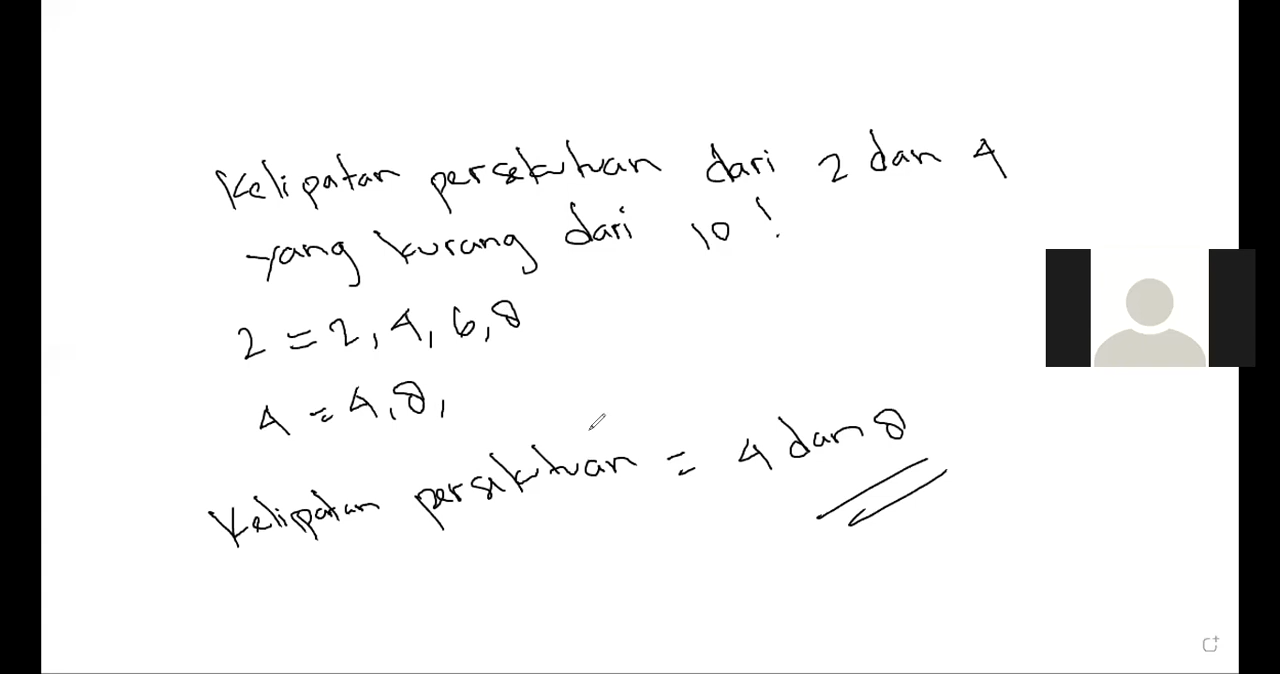 Kelipatan persekutuan dari 2 dan 4
yang kurang dari 10 !
2 = 2, 4, 6, 8
4 = 4, 8,
Kelipatan persekutuan = 4 dan 8